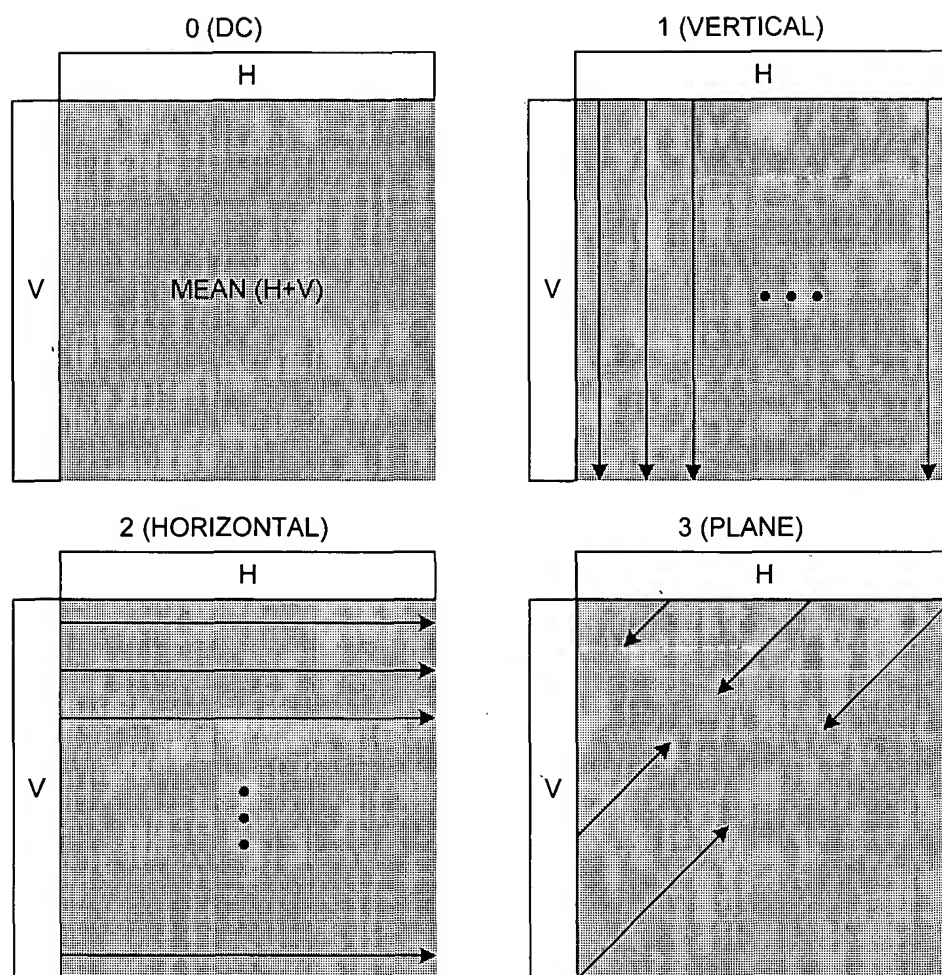 0 (DC)
H
V
MEAN (H+V)
1 (VERTICAL)
H
V
2 (HORIZONTAL)
H
V
3 (PLANE)
H
V